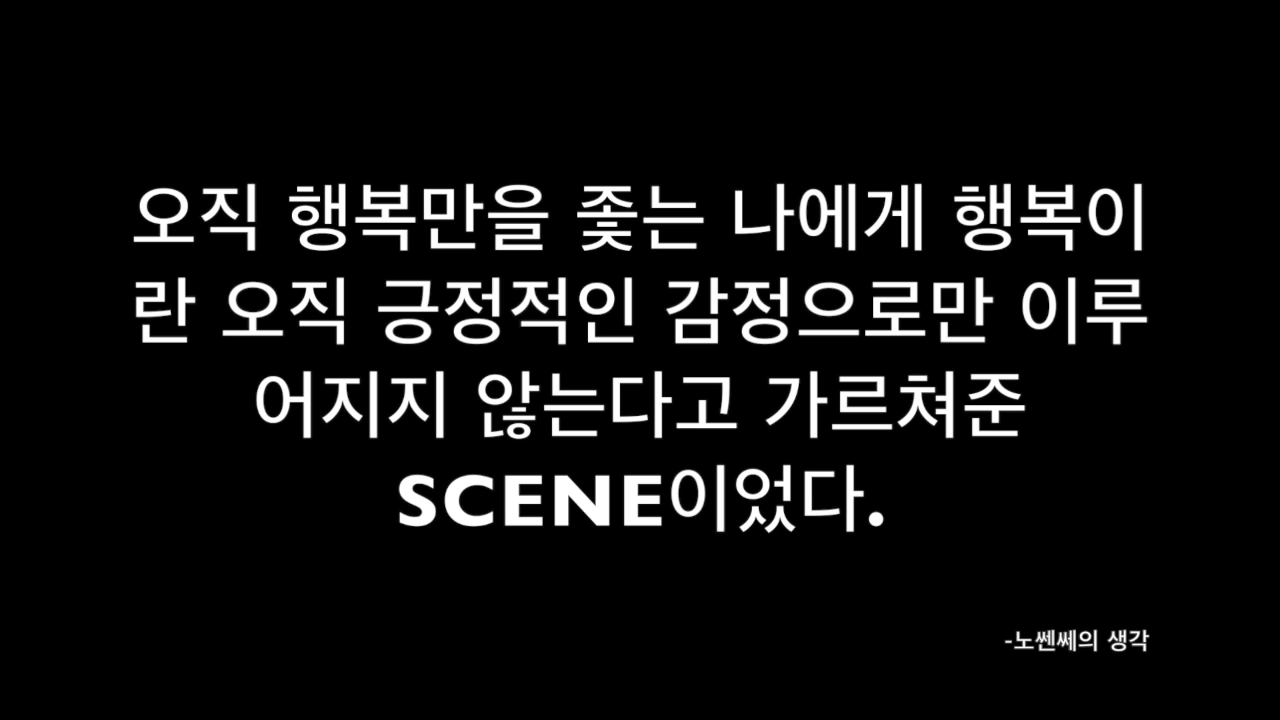 오직 행복만을 좇는 나에게 행복이
란 오직 긍정적인 감정으로만 이루
어지지 않는다고 가르쳐준
SCENE이었다.
-노쎈쎄의 생각